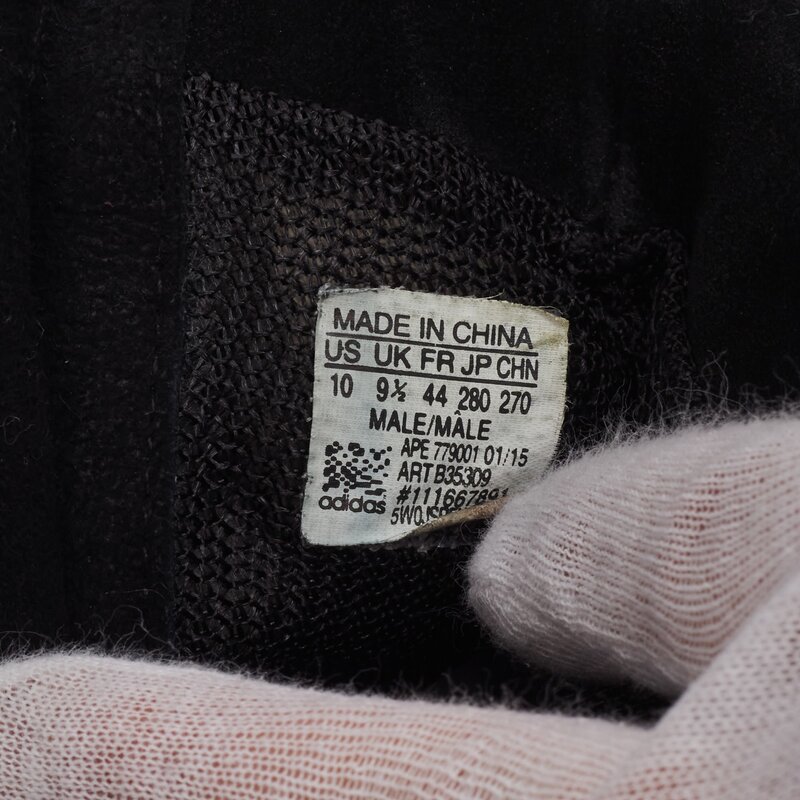 MADE IN CHINA
US UK FR JP CHN
10 9½ 44 280 270
MALE/MÂLE
APE 779001 01/15
ART B35309
adidas #111667891